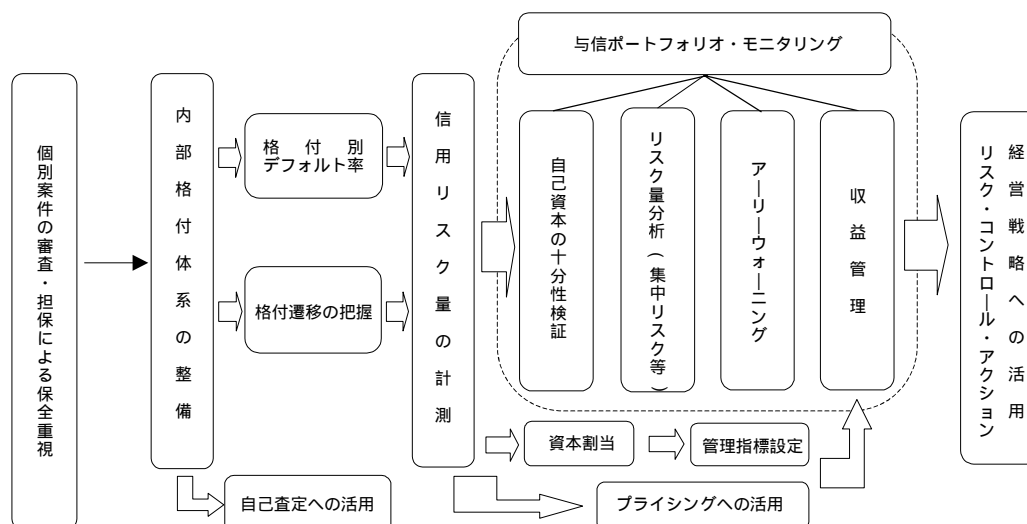 与信ポートフォリオ・モニタリング
個別案件の審査・担保による保全重視
内部格付体系の整備
格付別
デフォルト率
格付遷移の把握
信用リスク量の計測
自己資本の十分性検証
リスク量分析(集中リスク等)
アーリーウォーニング
収益管理
経営戦略への活用
リスク・コントロール・アクション
資本割当
管理指標設定
自己査定への活用
プライシングへの活用